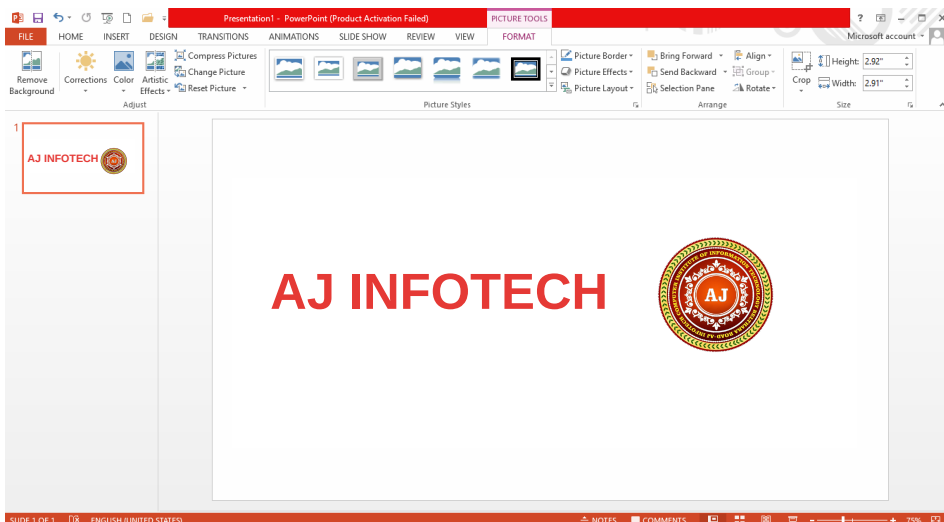 Presentation1 - PowerPoint (Product Activation Failed)
PICTURE TOOLS
?
FILE HOME INSERT DESIGN TRANSITIONS ANIMATIONS SLIDE SHOW REVIEW VIEW FORMAT
Microsoft account
Remove Background
Corrections
Color
Artistic Effects
Compress Pictures
Change Picture
Reset Picture
Adjust
Picture Styles
Picture Border
Picture Effects
Picture Layout
Bring Forward
Send Backward
Selection Pane
Align
Group
Rotate
Arrange
Crop
Height: 2.92"
Width: 2.91"
Size
1
AJ INFOTECH
AJ INFOTECH
AJ
SLIDE 1 OF 1 ENGLISH (UNITED STATES) NOTES COMMENTS 75%